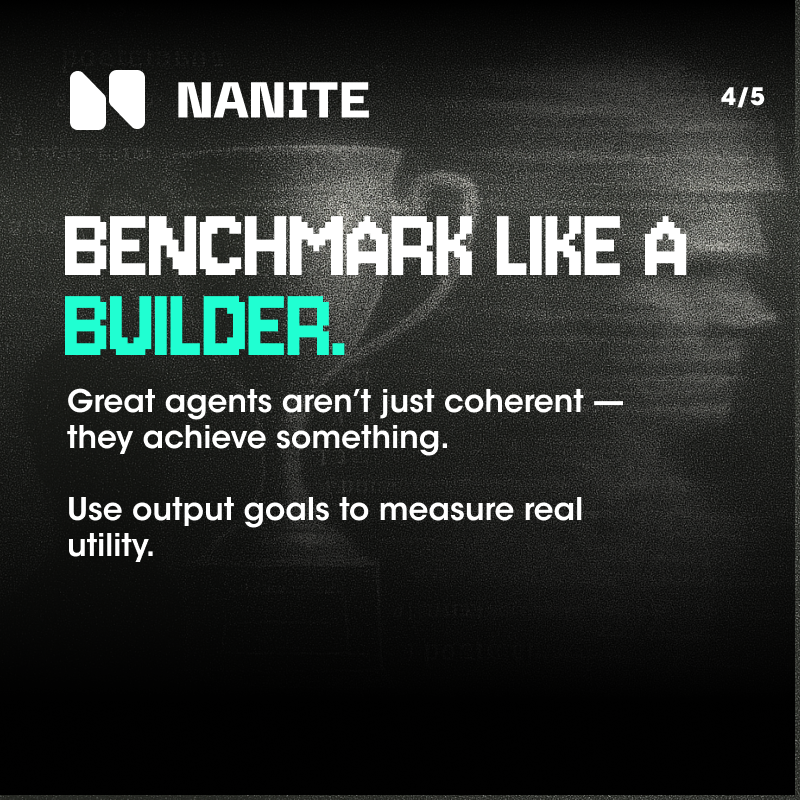 NANITE
4/5
BENCHMARK LIKE A
BUILDER.
Great agents aren’t just coherent —
they achieve something.
Use output goals to measure real
utility.